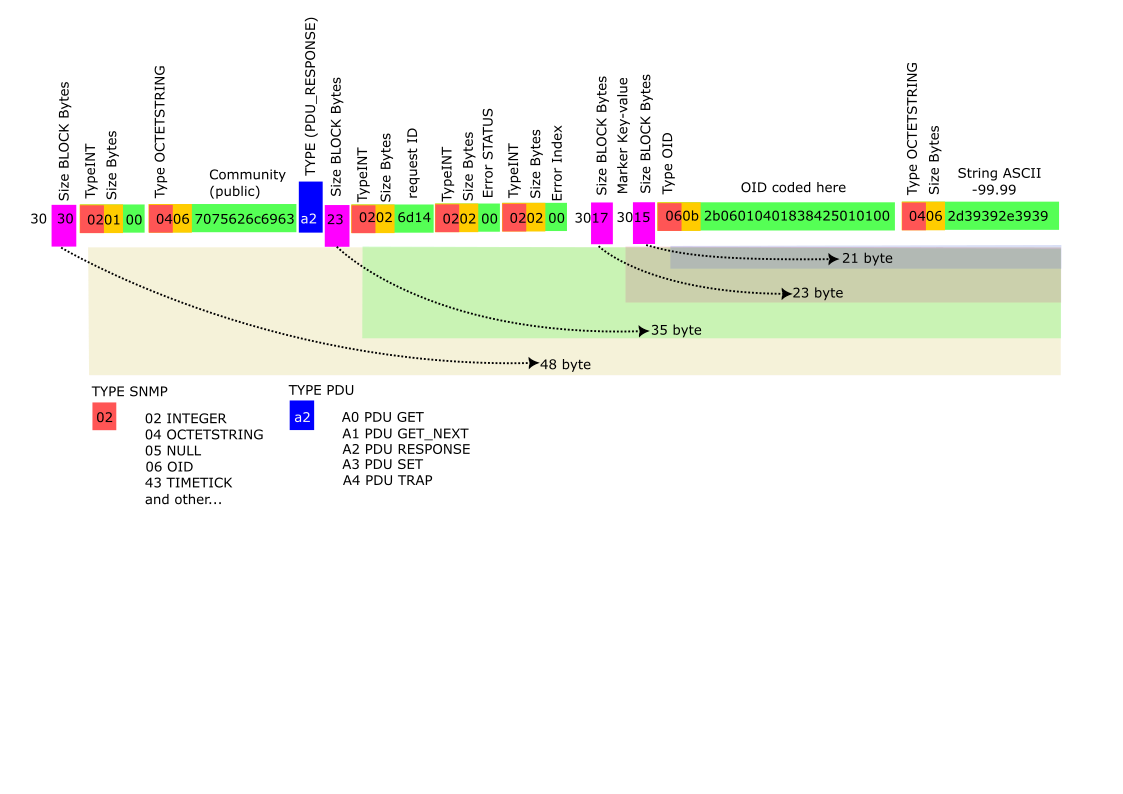 Size BLOCK Bytes
TypeINT
Size Bytes
Type OCTETSTRING
Community
(public)
TYPE (PDU_RESPONSE)
Size BLOCK Bytes
TypeINT
Size Bytes
request ID
TypeINT
Size Bytes
Error STATUS
TypeINT
Size Bytes
Error Index
Size BLOCK Bytes
Marker Key-value
Size BLOCK Bytes
Type OID
OID coded here
Type OCTETSTRING
Size Bytes
String ASCII
-99.99
30 30 02 01 00 04 06 7075626c6963 a2 23 02 02 6d14 02 02 00 02 02 00 30 17 30 15 06 0b 2b06010401838425010100 04 06 2d39392e3939
21 byte
23 byte
35 byte
48 byte
TYPE SNMP
02
02 INTEGER
04 OCTETSTRING
05 NULL
06 OID
43 TIMETICK
and other...
TYPE PDU
a2
A0 PDU GET
A1 PDU GET_NEXT
A2 PDU RESPONSE
A3 PDU SET
A4 PDU TRAP